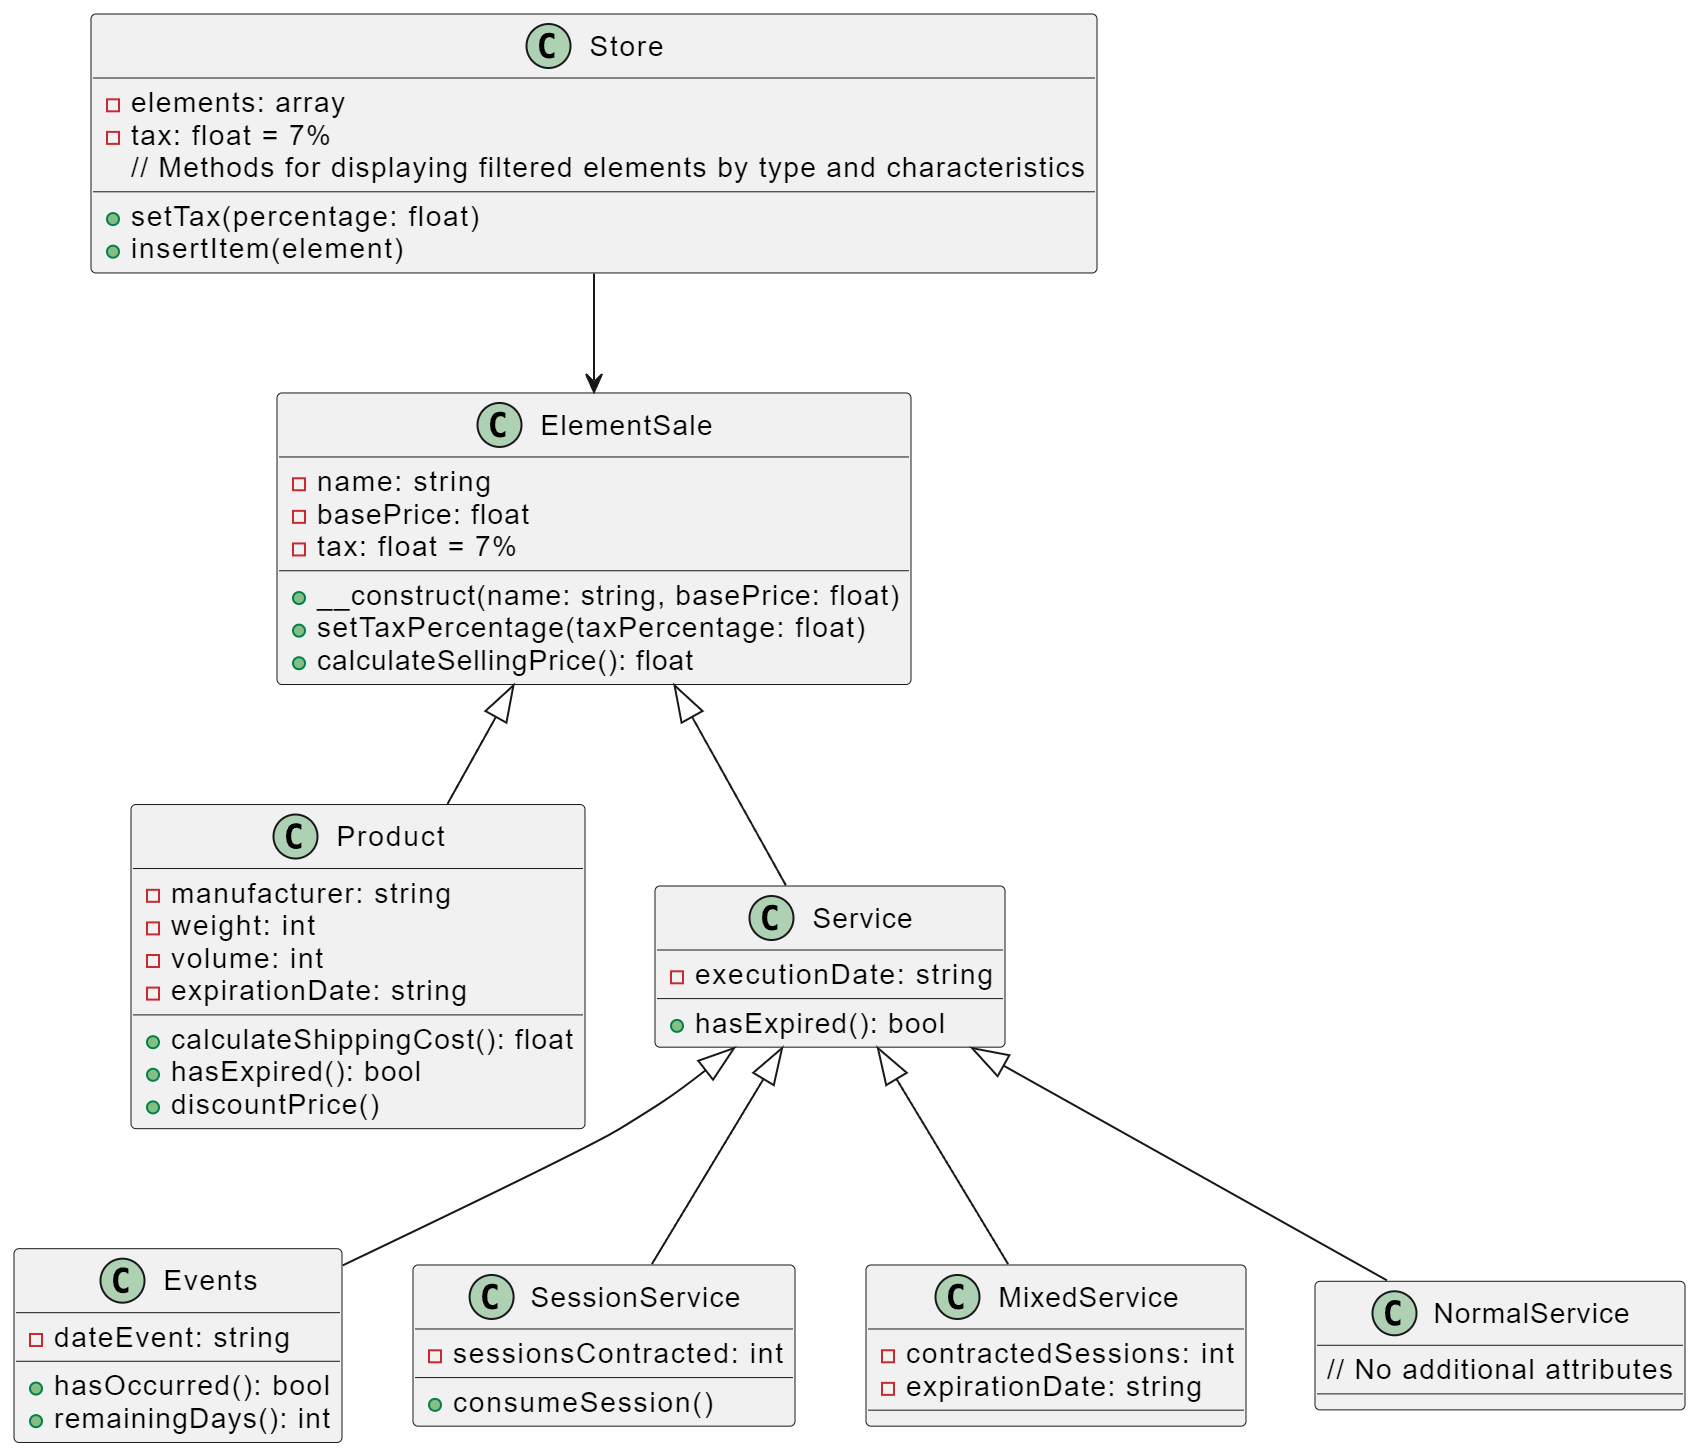 C Store
elements: array
tax: float = 7%
// Methods for displaying filtered elements by type and characteristics
setTax(percentage: float)
insertItem(element)
C ElementSale
name: string
basePrice: float
tax: float = 7%
__construct(name: string, basePrice: float)
setTaxPercentage(taxPercentage: float)
calculateSellingPrice(): float
C Product
manufacturer: string
weight: int
volume: int
expirationDate: string
calculateShippingCost(): float
hasExpired(): bool
discountPrice()
C Service
executionDate: string
hasExpired(): bool
C Events
dateEvent: string
hasOccurred(): bool
remainingDays(): int
C SessionService
sessionsContracted: int
consumeSession()
C MixedService
contractedSessions: int
expirationDate: string
C NormalService
// No additional attributes